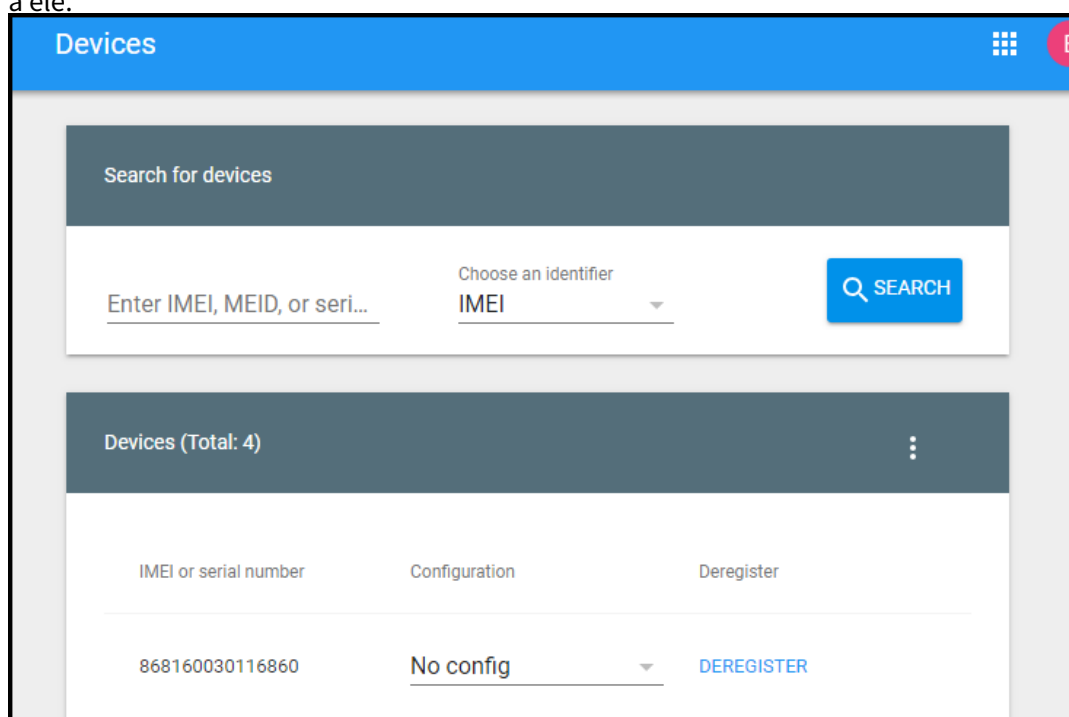 a ele.
Devices
E
Search for devices
Choose an identifier
Enter IMEI, MEID, or seri... IMEI SEARCH
Devices (Total: 4)
IMEI or serial number Configuration Deregister
868160030116860 No config DEREGISTER